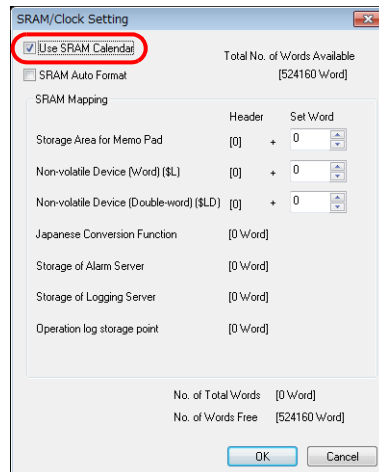 SRAM/Clock Setting
Use SRAM Calendar
Total No. of Words Available
SRAM Auto Format [524160 Word]
SRAM Mapping
Header Set Word
Storage Area for Memo Pad [0] + 0
Non-volatile Device (Word) ($L) [0] + 0
Non-volatile Device (Double-word) ($LD) [0] + 0
Japanese Conversion Function [0 Word]
Storage of Alarm Server [0 Word]
Storage of Logging Server [0 Word]
Operation log storage point [0 Word]
No. of Total Words [0 Word]
No. of Words Free [524160 Word]
OK Cancel